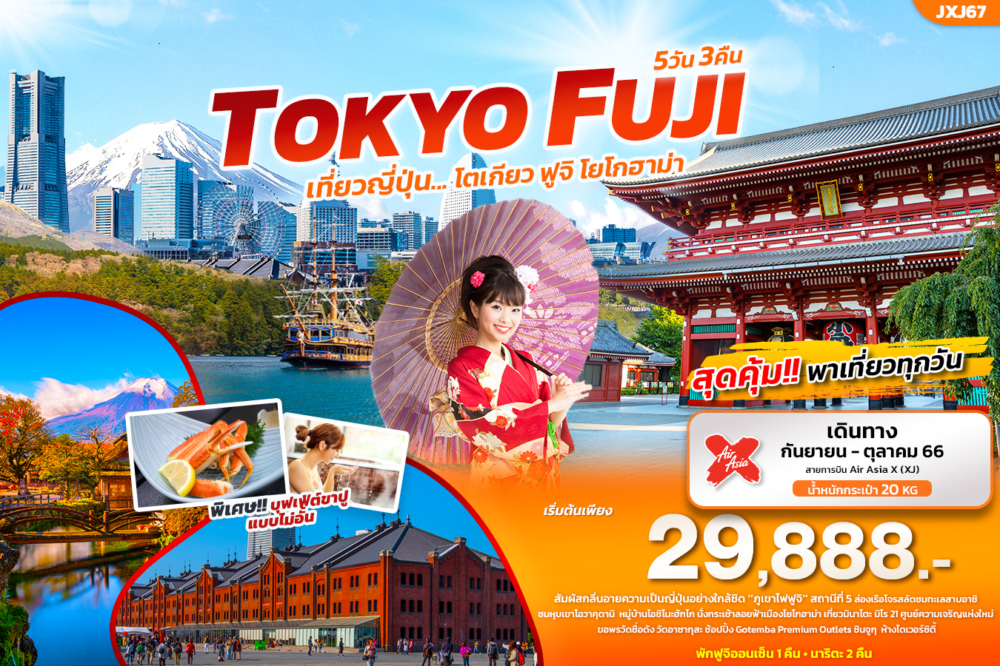 JXJ67
5วัน 3คืน
TOKYO FUJI
เที่ยวญี่ปุ่น... โตเกียว ฟูจิ โยโกฮาม่า
สุดคุ้ม!! พาเที่ยวทุกวัน
Air Asia X
เดินทาง
กันยายน - ตุลาคม 66
สายการบิน Air Asia X (XJ)
น้ำหนักกระเป๋า 20 KG
พิเศษ!! บุฟเฟ่ต์ขาปู
แบบไม่อั้น
เริ่มต้นเพียง
29,888.-
สัมผัสกลิ่นอายความเป็นญี่ปุ่นอย่างใกล้ชิด “ภูเขาไฟฟูจิ” สถานีที่ 5 ล่องเรือโจรสลัดชมทะเลสาบอาชิ
ชมหุบเขาโอวาคุดานิ หมู่บ้านโอชิโนะฮักไก นั่งกระเช้าลอยฟ้าเมืองโยโกฮาม่า เที่ยวมินาโตะ มิไร 21 ศูนย์ความเจริญแห่งใหม่
ขอพรวัดชื่อดัง วัดอาซากุสะ ช้อปปิ้ง Gotemba Premium Outlets ชินจูกุ ห้างไดเวอร์ซิตี้
พักฟูจิออนเซ็น 1 คืน • นาริตะ 2 คืน